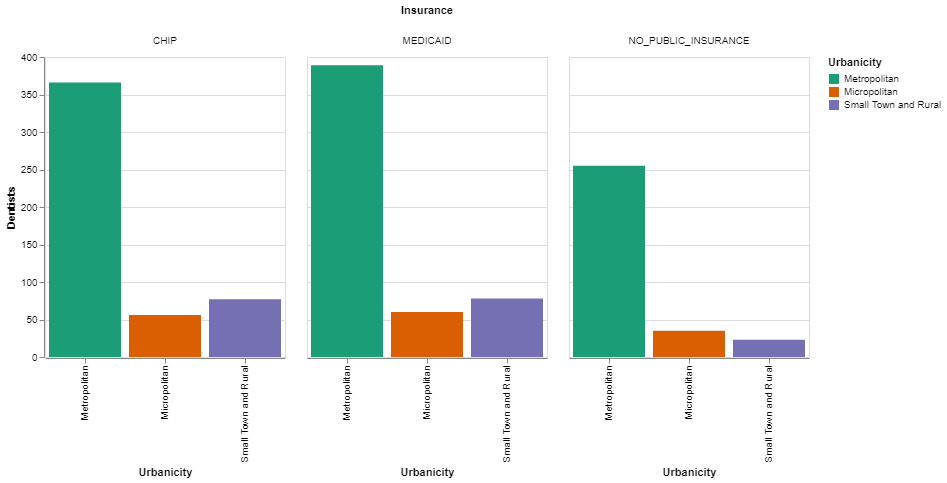 Insurance
CHIP
MEDICAID
NO_PUBLIC_INSURANCE
Dentists
400
350
300
250
200
150
100
50
0
Metropolitan
Micropolitan
Small Town and Rural
Urbanicity
Metropolitan
Micropolitan
Small Town and Rural
Urbanicity
Metropolitan
Micropolitan
Small Town and Rural
Urbanicity
Urbanicity
Metropolitan
Micropolitan
Small Town and Rural